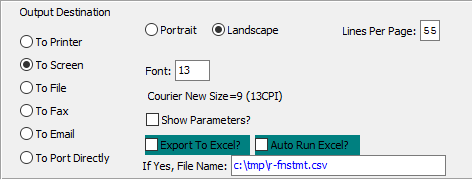 Output Destination
Portrait Landscape Lines Per Page: 55
To Printer
To Screen
Font: 13
To File
Courier New Size=9 (13CPI)
To Fax
Show Parameters?
To Email
Export To Excel? Auto Run Excel?
To Port Directly
If Yes, File Name: c:\tmp\r-fnstmt.csv